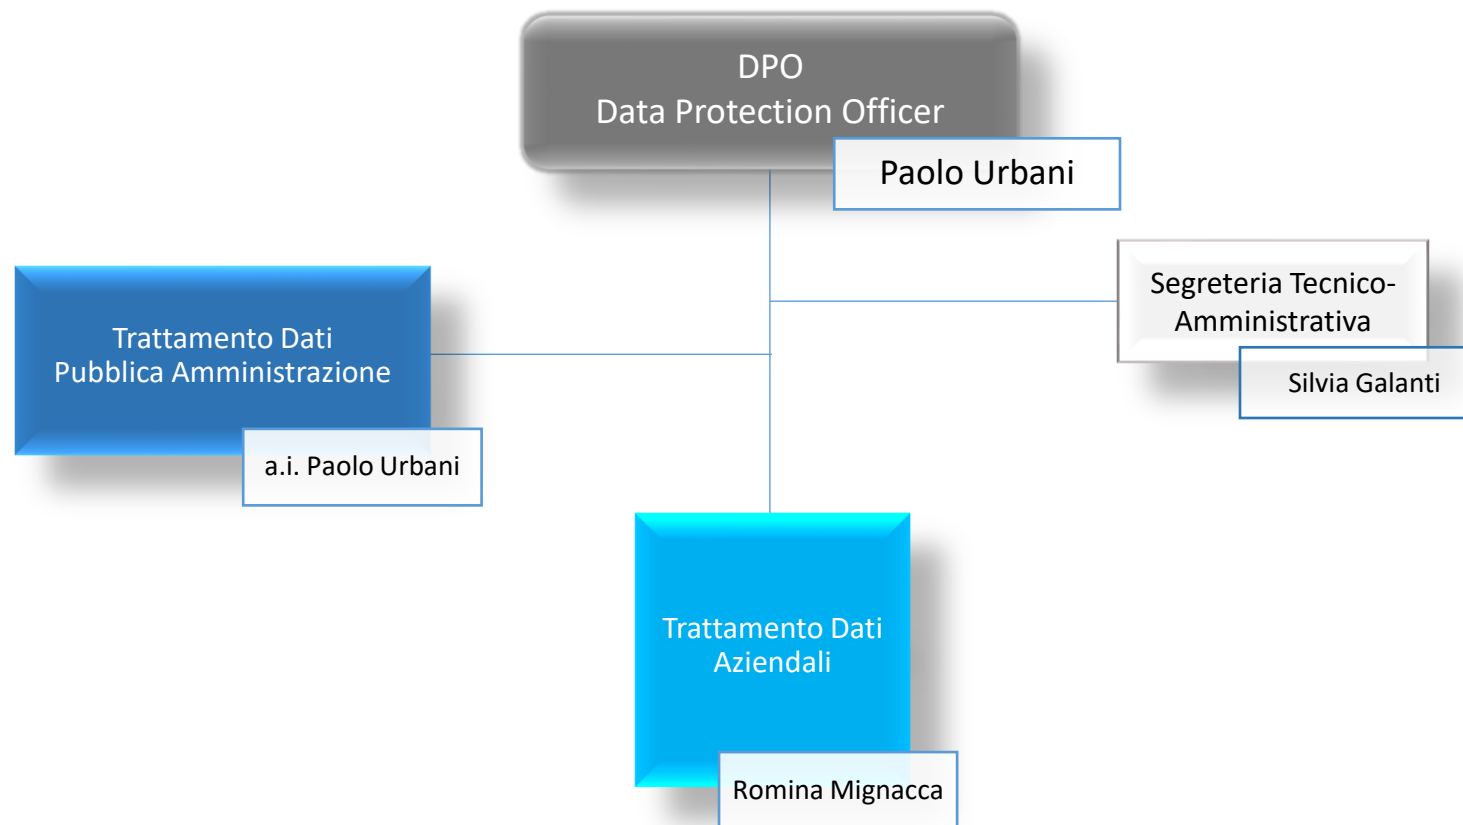 DPO
Data Protection Officer
Paolo Urbani
Segreteria Tecnico-
Amministrativa
Silvia Galanti
Trattamento Dati
Pubblica Amministrazione
a.i. Paolo Urbani
Trattamento Dati
Aziendali
Romina Mignacca